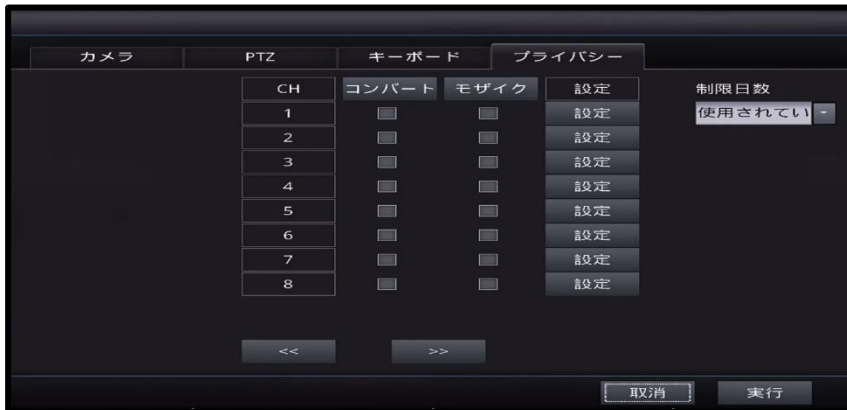 カメラ PTZ キーボード プライバシー
CH コンバート モザイク 設定 制限日数
1 設定 使用されてい
2 設定
3 設定
4 設定
5 設定
6 設定
7 設定
8 設定
<< >>
取消 実行